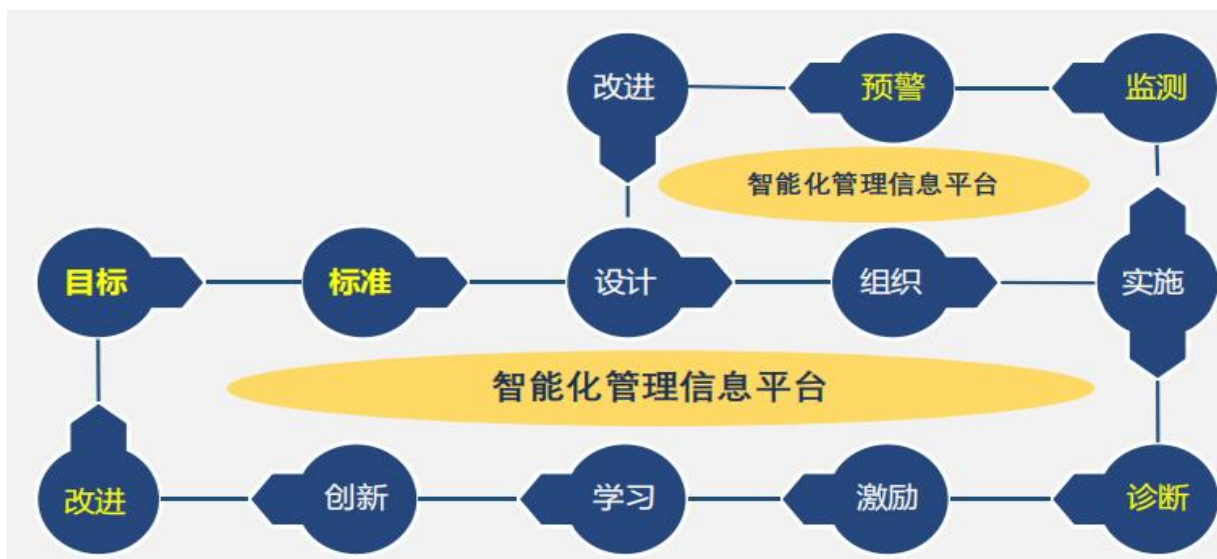 改进 预警 监测
智能化管理信息平台
目标 标准 设计 组织 实施
智能化管理信息平台
改进 创新 学习 激励 诊断